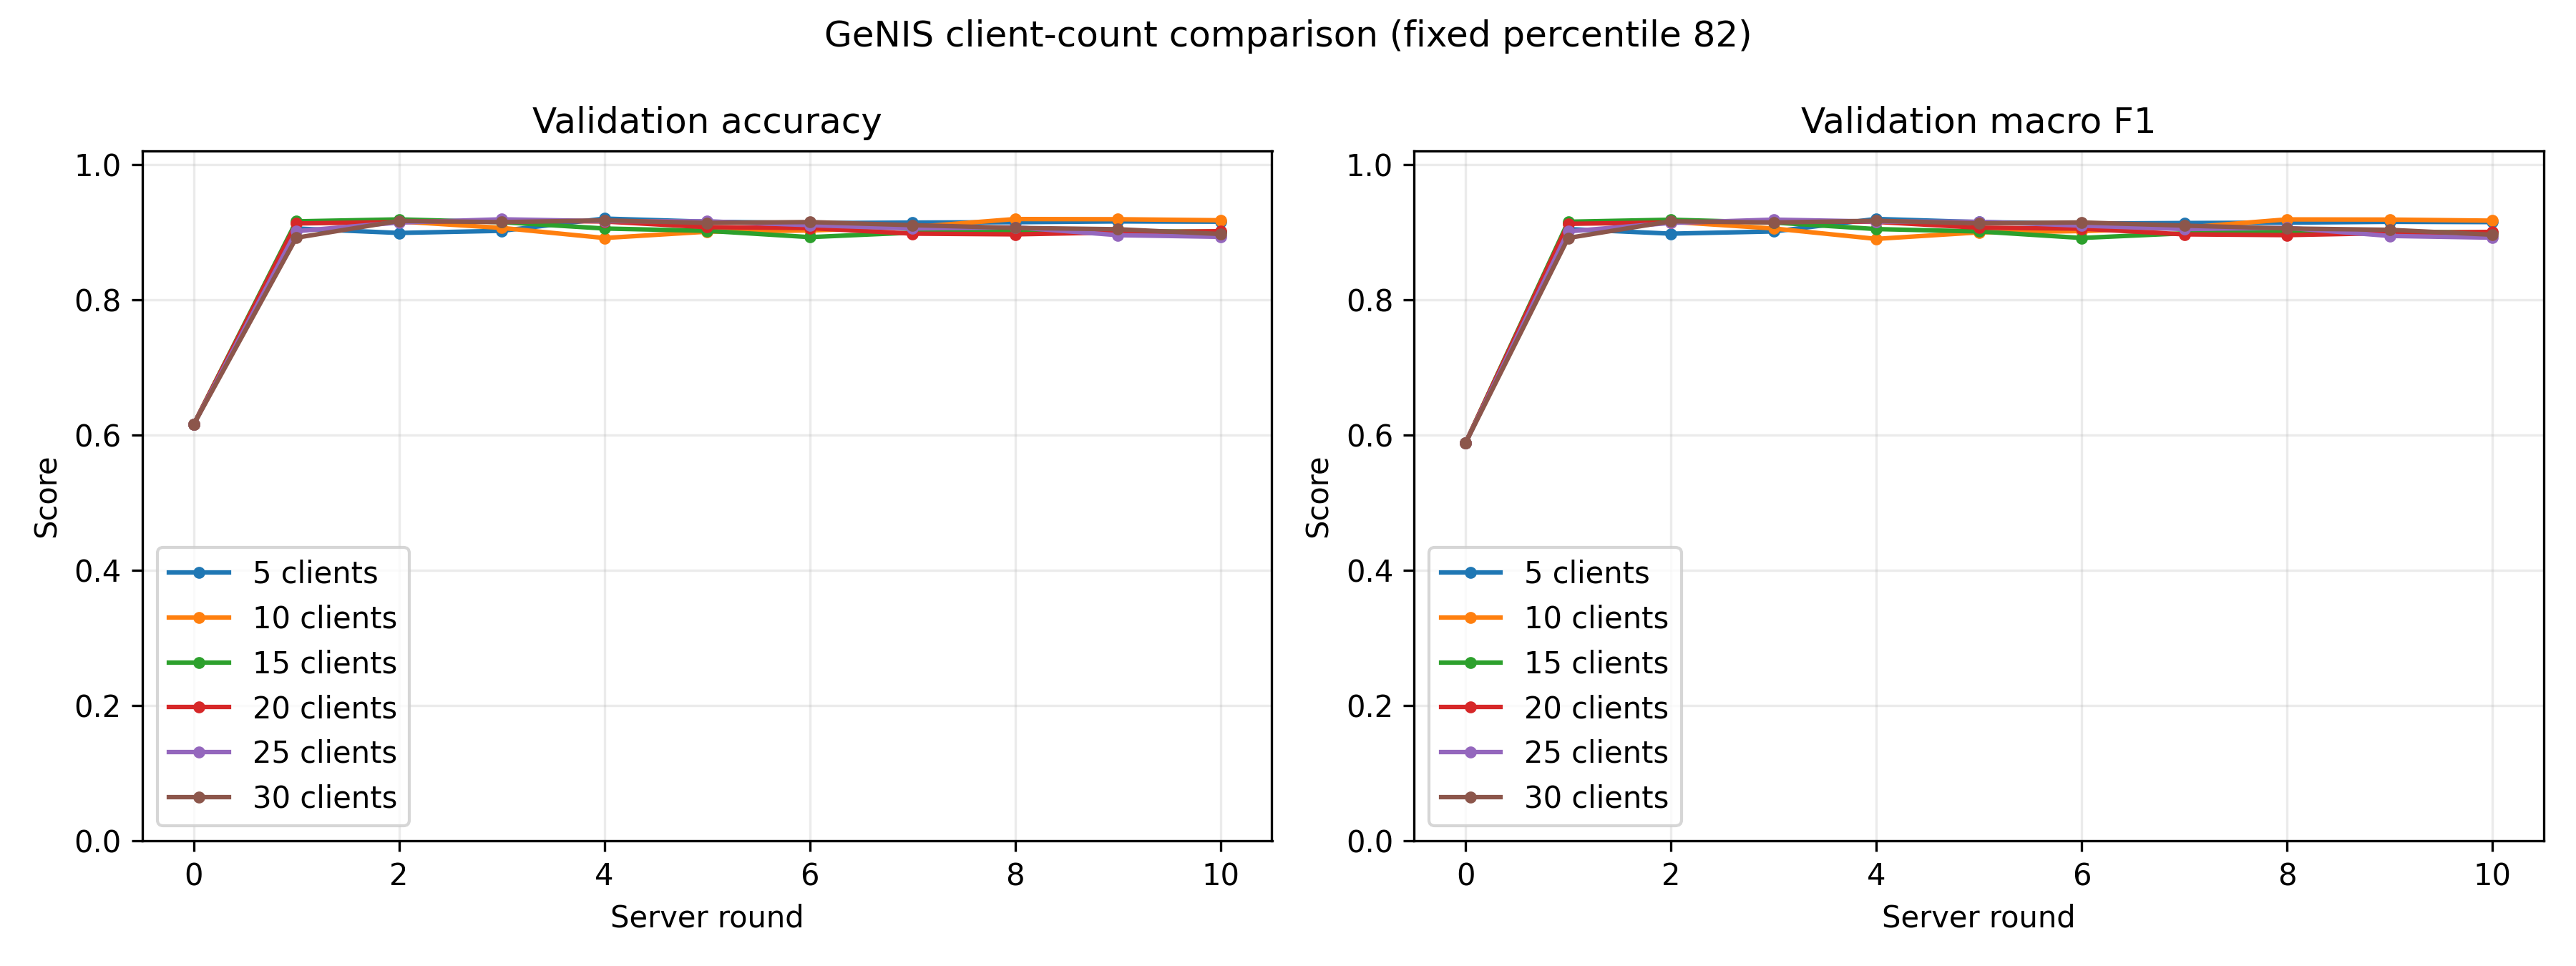 GeNIS client-count comparison (fixed percentile 82)
Validation accuracy
1.0
0.8
0.6
0.4
0.2
0.0
Score
5 clients
10 clients
15 clients
20 clients
25 clients
30 clients
0 2 4 6 8 10
Server round
Validation macro F1
1.0
0.8
0.6
0.4
0.2
0.0
Score
5 clients
10 clients
15 clients
20 clients
25 clients
30 clients
0 2 4 6 8 10
Server round